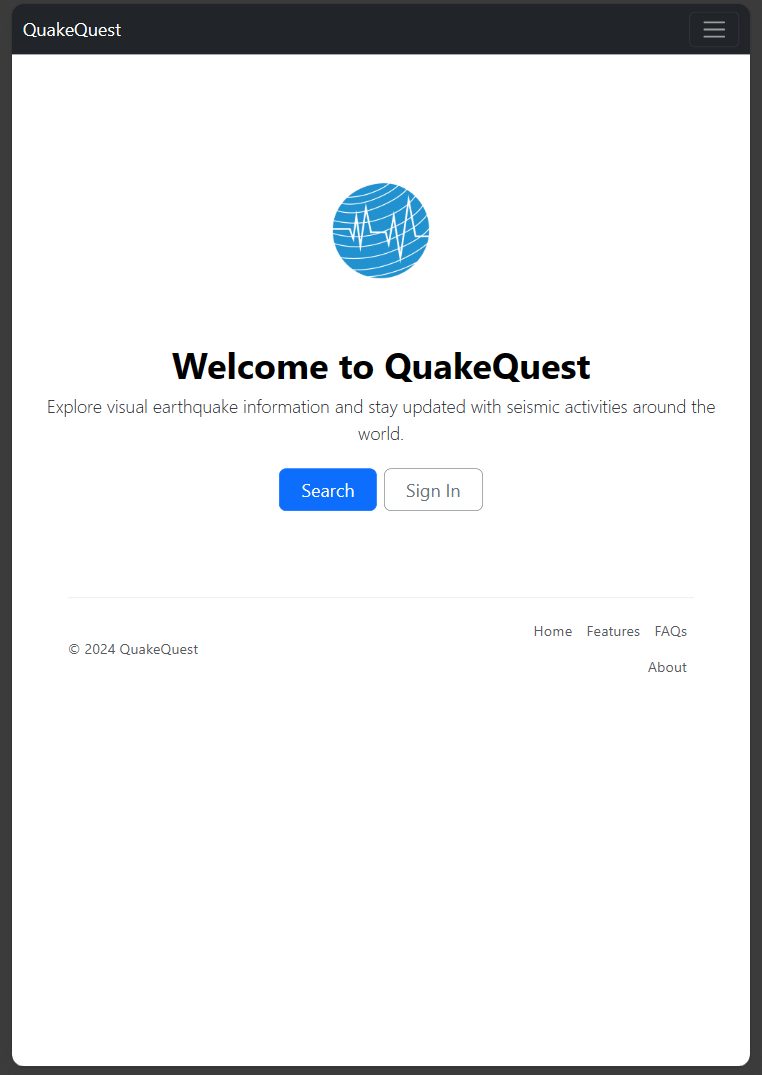 QuakeQuest
Welcome to QuakeQuest
Explore visual earthquake information and stay updated with seismic activities around the
world.
Search
Sign In
© 2024 QuakeQuest
Home Features FAQs
About